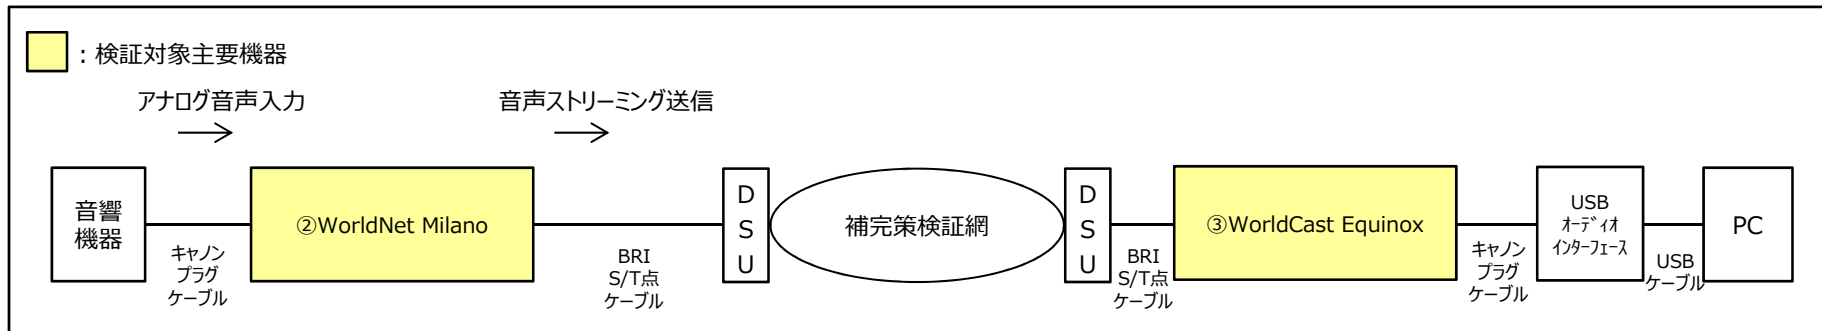 ：検証対象主要機器
アナログ音声入力
音声ストリーミング送信
音響
機器
キャノン
プラグ
ケーブル
②WorldNet Milano
BRI
S/T点
ケーブル
D
S
U
補完策検証網
D
S
U
BRI
S/T点
ケーブル
③WorldCast Equinox
キャノン
プラグ
ケーブル
USB
オーディオ
インターフェース
USB
ケーブル
PC